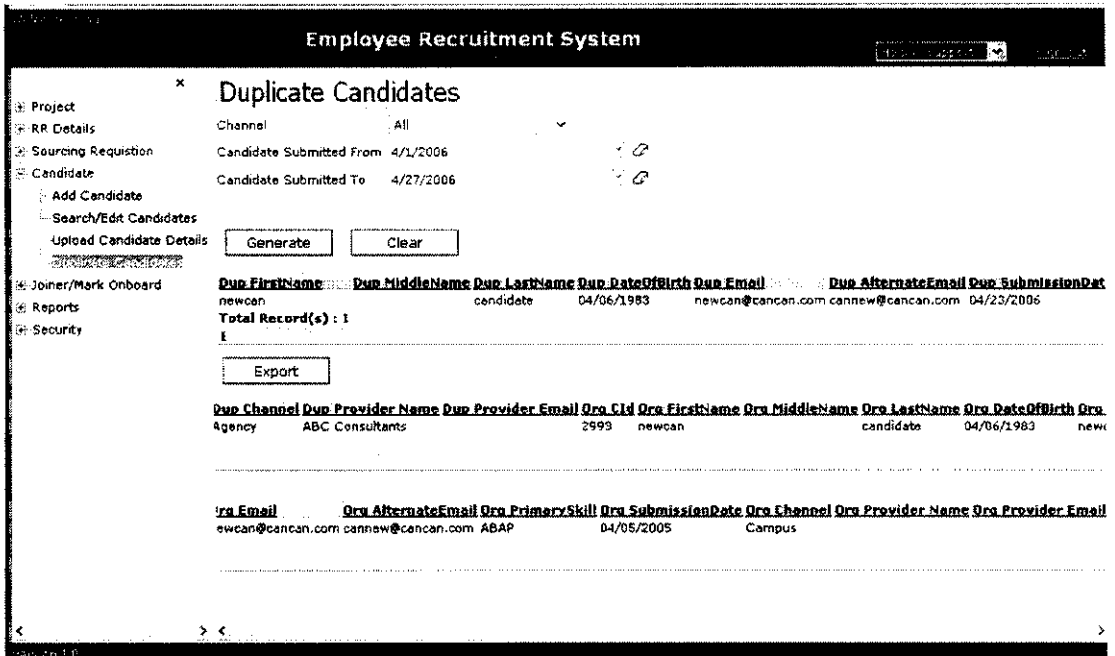 Employee Recruitment System
×
Project
RR Details
Sourcing Requistion
Candidate
Add Candidate
Search/Edit Candidates
Upload Candidate Details
Joiner/Mark Onboard
Reports
Security
Duplicate Candidates
Channel All
Candidate Submitted From 4/1/2006
Candidate Submitted To 4/27/2006
Generate Clear
Dup FirstName Dup MiddleName Dup LastName Dup DateOfBirth Dup Email Dup AlternateEmail Dup SubmissionDat
newcan candidate 04/06/1983 newcan@cancan.com cannew@cancan.com 04/23/2006
Total Record(s) : 1
1
Export
Dup Channel Dup Provider Name Dup Provider Email Org CId Org FirstName Org MiddleName Org LastName Org DateOfBirth Org
Agency ABC Consultants 2993 newcan candidate 04/06/1983 newc
Org Email Org AlternateEmail Org PrimarySkill Org SubmissionDate Org Channel Org Provider Name Org Provider Email
ewcan@cancan.com cannew@cancan.com ABAP 04/05/2005 Campus